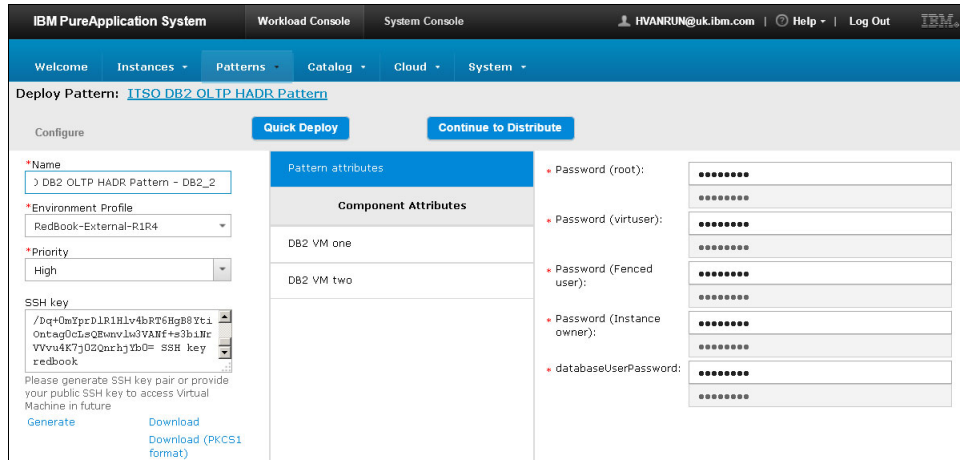 IBM PureApplication System
Workload Console
System Console
HVANRUN@uk.ibm.com | Help | Log Out
IBM.
Welcome Instances Patterns Catalog Cloud System
Deploy Pattern: ITSO DB2 OLTP HADR Pattern
Configure
Quick Deploy
Continue to Distribute
*Name
DB2 OLTP HADR Pattern - DB2_2
*Environment Profile
RedBook-External-R1R4
*Priority
High
SSH key
/Dq+0mYprDlR1Hlv4bRT6HgB8Yti
OntagOcLsQEwnvlw3VANf+s3biNr
VVvu4K7jOZQnrhjYbO= SSH key
redbook
Please generate SSH key pair or provide
your public SSH key to access Virtual
Machine in future
Generate
Download
Download (PKCS1
format)
Pattern attributes
Component Attributes
DB2 VM one
DB2 VM two
* Password (root):
* Password (virtuser):
* Password (Fenced
user):
* Password (Instance
owner):
* databaseUserPassword: